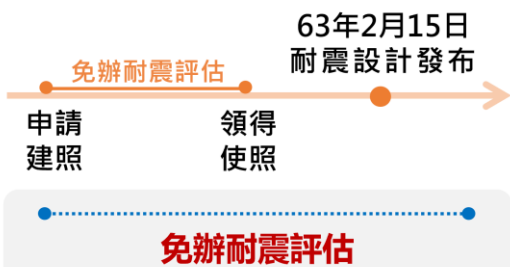 63年2月15日
耐震設計發布
免辦耐震評估
申請
建照
領得
使照
免辦耐震評估